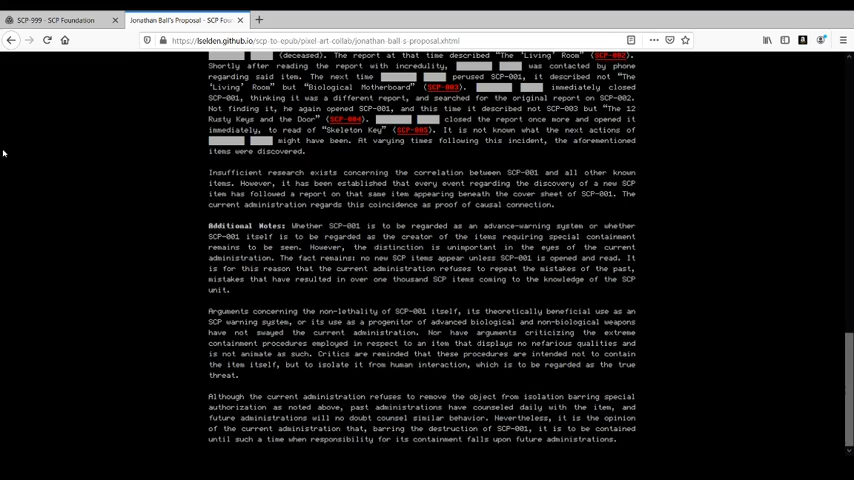 SCP-999 - SCP Foundation
Jonathan Ball's Proposal - SCP Fou
https://lselden.github.io/scp-to-epub/pixel-art-collab/jonathan-ball-s-proposal.xhtml
(deceased). The report at that time described "The 'Living' Room" (SCP-002).
Shortly after reading the report with incredulity, was contacted by phone
regarding said item. The next time perused SCP-001, it described not "The
'Living' Room" but "Biological Motherboard" (SCP-003). immediately closed
SCP-001, thinking it was a different report, and searched for the original report on SCP-002.
Not finding it, he again opened SCP-001, and this time it described not SCP-003 but "The 12
Rusty Keys and the Door" (SCP-004). closed the report once more and opened it
immediately, to read of "Skeleton Key" (SCP-005). It is not known what the next actions of
might have been. At varying times following this incident, the aforementioned
items were discovered.
Insufficient research exists concerning the correlation between SCP-001 and all other known
items. However, it has been established that every event regarding the discovery of a new SCP
item has followed a report on that same item appearing beneath the cover sheet of SCP-001. The
current administration regards this coincidence as proof of causal connection.
Additional Notes: Whether SCP-001 is to be regarded as an advance-warning system or whether
SCP-001 itself is to be regarded as the creator of the items requiring special containment
remains to be seen. However, the distinction is unimportant in the eyes of the current
administration. The fact remains: no new SCP items appear unless SCP-001 is opened and read. It
is for this reason that the current administration refuses to repeat the mistakes of the past,
mistakes that have resulted in over one thousand SCP items coming to the knowledge of the SCP
unit.
Arguments concerning the non-lethality of SCP-001 itself, its theoretically beneficial use as an
SCP warning system, or its use as a progenitor of advanced biological and non-biological weapons
have not swayed the current administration. Nor have arguments criticizing the extreme
containment procedures employed in respect to an item that displays no nefarious qualities and
is not animate as such. Critics are reminded that these procedures are intended not to contain
the item itself, but to isolate it from human interaction, which is to be regarded as the true
threat.
Although the current administration refuses to remove the object from isolation barring special
authorization as noted above, past administrations have counseled daily with the item, and
future administrations will no doubt counsel similar behavior. Nevertheless, it is the opinion
of the current administration that, barring the destruction of SCP-001, it is to be contained
until such a time when responsibility for its containment falls upon future administrations.